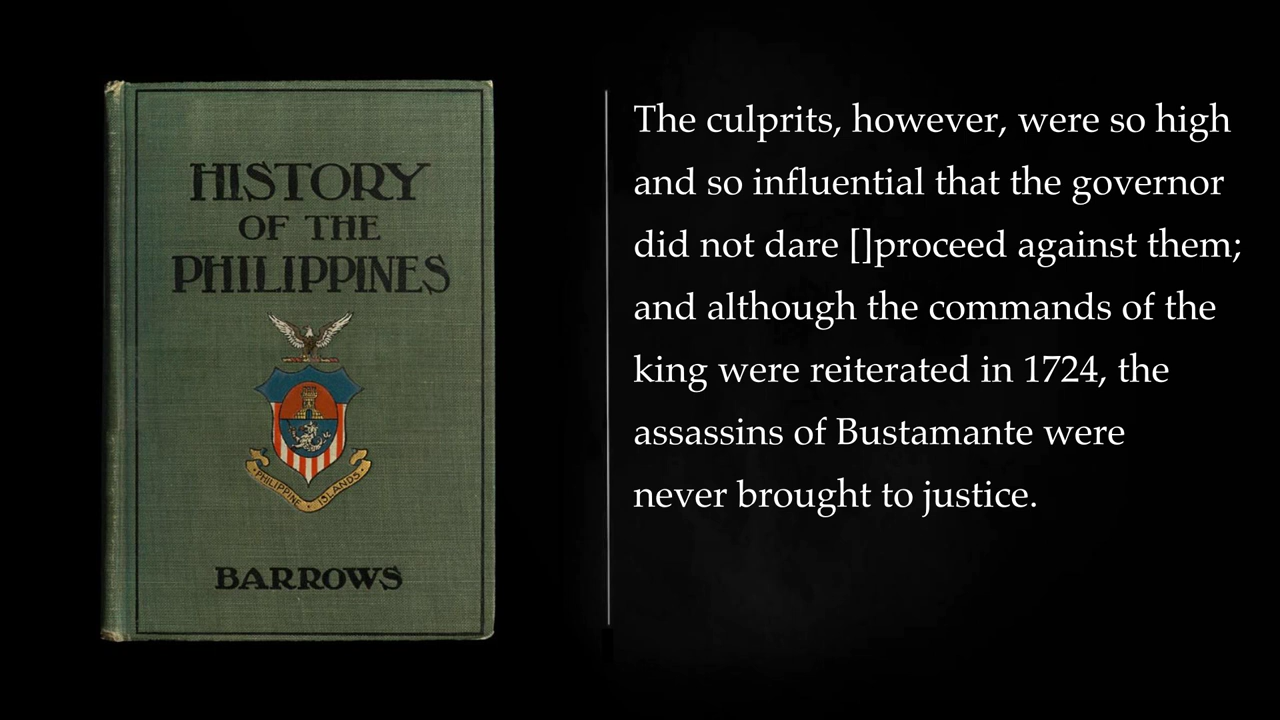 HISTORY
OF THE
PHILIPPINES
PHILIPPINE ISLANDS
BARROWS
The culprits, however, were so high
and so influential that the governor
did not dare []proceed against them;
and although the commands of the
king were reiterated in 1724, the
assassins of Bustamante were
never brought to justice.